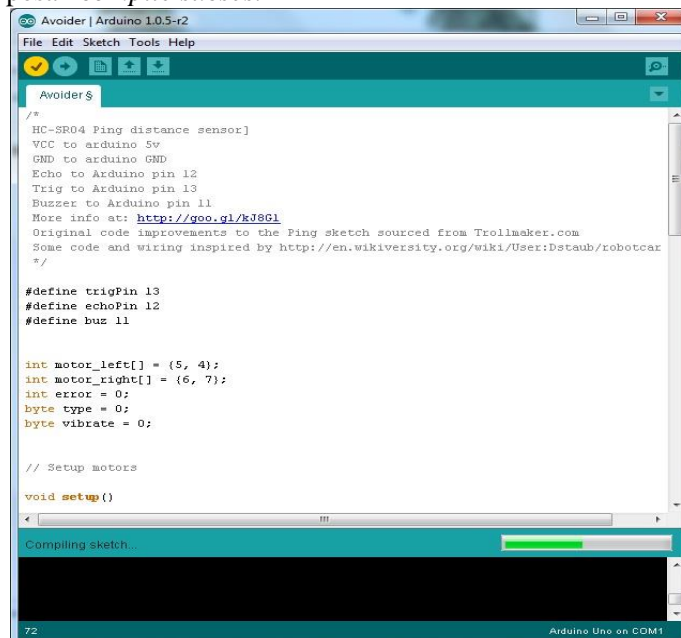 Avoider | Arduino 1.0.5-r2
File Edit Sketch Tools Help
Avoider §
/*
HC-SR04 Ping distance sensor]
VCC to arduino 5v
GND to arduino GND
Echo to Arduino pin 12
Trig to Arduino pin 13
Buzzer to Arduino pin 11
More info at: http://goo.gl/kJ8Gl
Original code improvements to the Ping sketch sourced from Trollmaker.com
Some code and wiring inspired by http://en.wikiversity.org/wiki/User:Dstaub/robotcar
*/
#define trigPin 13
#define echoPin 12
#define buz 11
int motor_left[] = {5, 4};
int motor_right[] = {6, 7};
int error = 0;
byte type = 0;
byte vibrate = 0;
// Setup motors
void setup()
Compiling sketch...
72
Arduino Uno on COM1